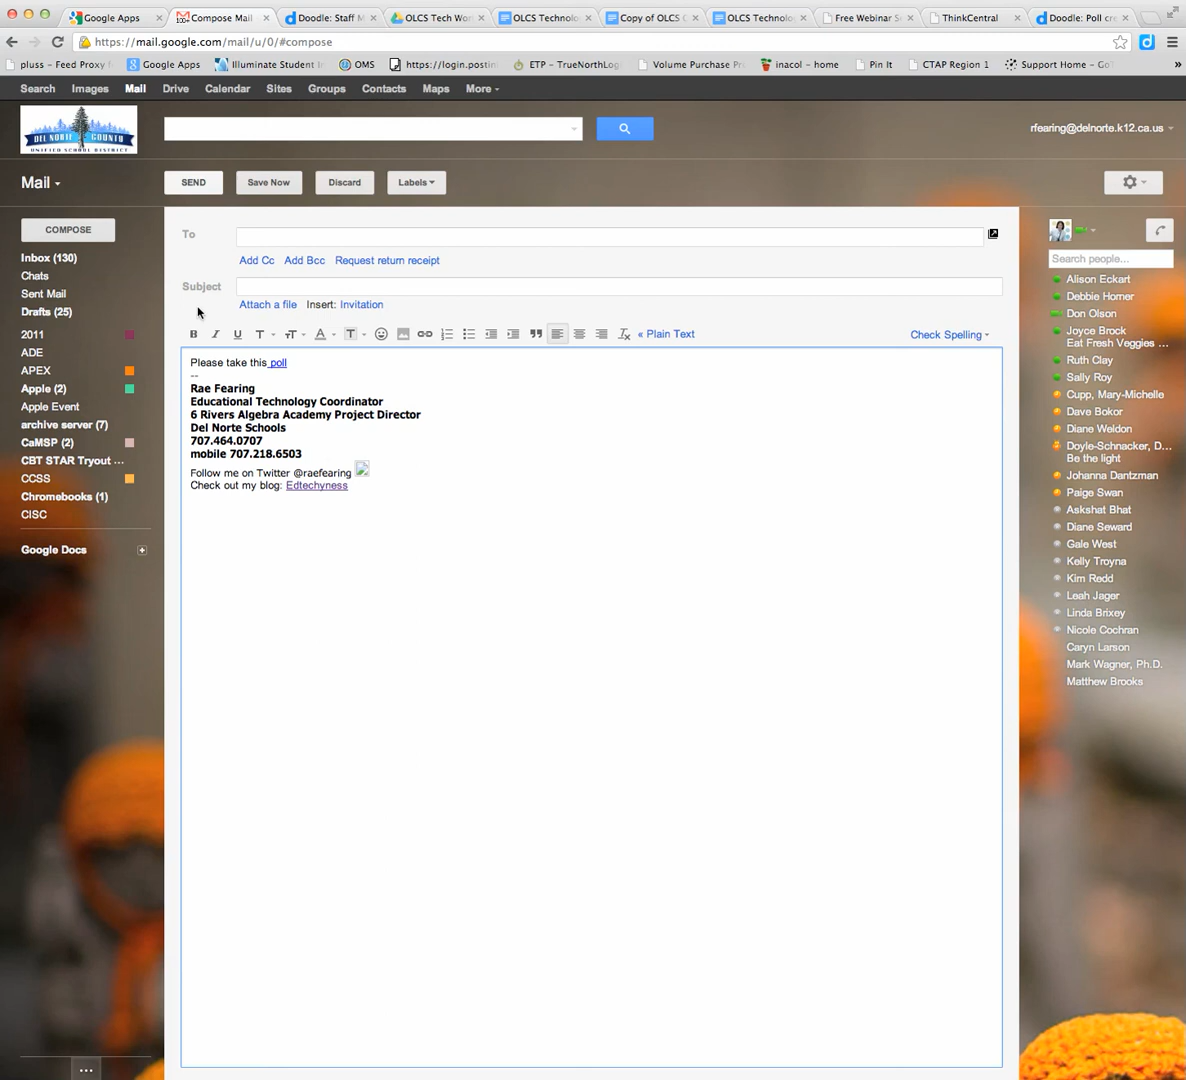 Google Apps
Compose Mail
Doodle: Staff M
OLCS Tech Wor
OLCS Technolo
Copy of OLCS
OLCS Technolo
Free Webinar S
ThinkCentral
Doodle: Poll cre
https://mail.google.com/mail/u/0/#compose
pluss - Feed Proxy
Google Apps
Illuminate Student I
OMS
https://login.postin
ETP - TrueNorthLog
Volume Purchase Pr
inacol - home
Pin It
CTAP Region 1
Support Home - Go
»
Search Images Mail Drive Calendar Sites Groups Contacts Maps More
DEL NORTE COUNTY
UNIFIED SCHOOL DISTRICT
rfearing@delnorte.k12.ca.us
Mail
SEND
Save Now
Discard
Labels
COMPOSE
Inbox (130)
Chats
Sent Mail
Drafts (25)
2011
ADE
APEX
Apple (2)
Apple Event
archive server (7)
CaMSP (2)
CBT STAR Tryout ...
CCSS
Chromebooks (1)
CISC
Google Docs
To
Add Cc Add Bcc Request return receipt
Subject
Attach a file Insert: Invitation
B I U T T A T « Plain Text Check Spelling
Please take this poll
--
Rae Fearing
Educational Technology Coordinator
6 Rivers Algebra Academy Project Director
Del Norte Schools
707.464.0707
mobile 707.218.6503
Follow me on Twitter @raefearing
Check out my blog: Edtechyness
Search people...
Alison Eckart
Debbie Horner
Don Olson
Joyce Brock
Eat Fresh Veggies ...
Ruth Clay
Sally Roy
Cupp, Mary-Michelle
Dave Bokor
Diane Weldon
Doyle-Schnacker, D...
Be the light
Johanna Dantzman
Paige Swan
Askshat Bhat
Diane Seward
Gale West
Kelly Troyna
Kim Redd
Leah Jager
Linda Brixey
Nicole Cochran
Caryn Larson
Mark Wagner, Ph.D.
Matthew Brooks